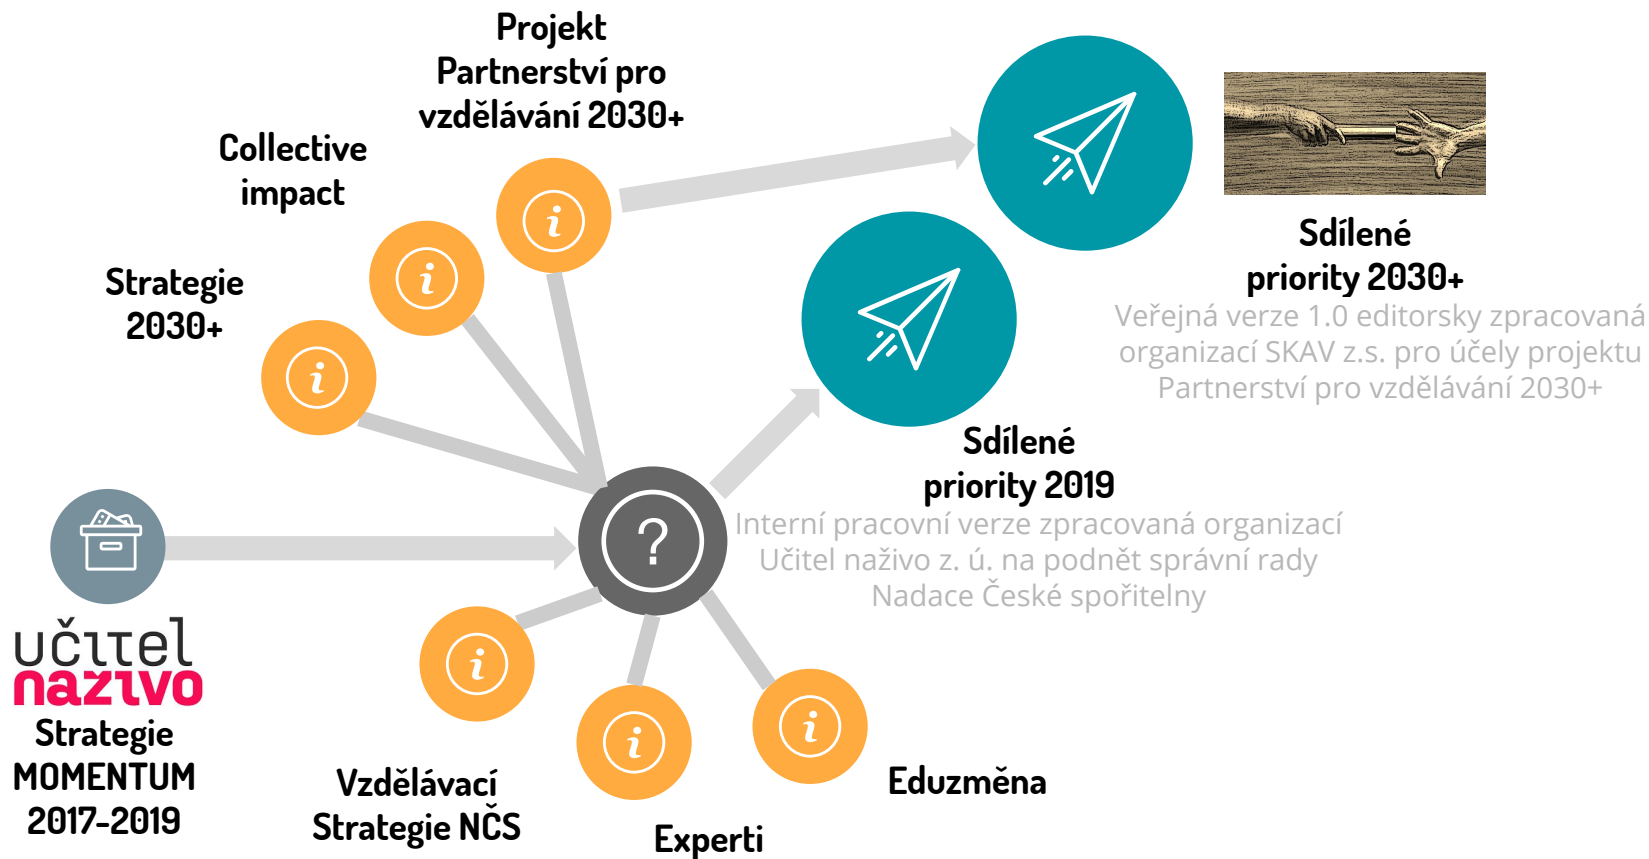 Projekt
Partnerství pro
vzdělávání 2030+
Collective
impact
Strategie
2030+
Sdílené
priority 2030+
Veřejná verze 1.0 editorsky zpracovaná
organizací SKAV z.s. pro účely projektu
Partnerství pro vzdělávání 2030+
Sdílené
priority 2019
Interní pracovní verze zpracovaná organizací
Učitel naživo z. ú. na podnět správní rady
Nadace České spořitelny
?
učitel
naživo
Strategie
MOMENTUM
2017-2019
Vzdělávací
Strategie NČS
Experti
Eduzměna
i
i
i
i
i
i